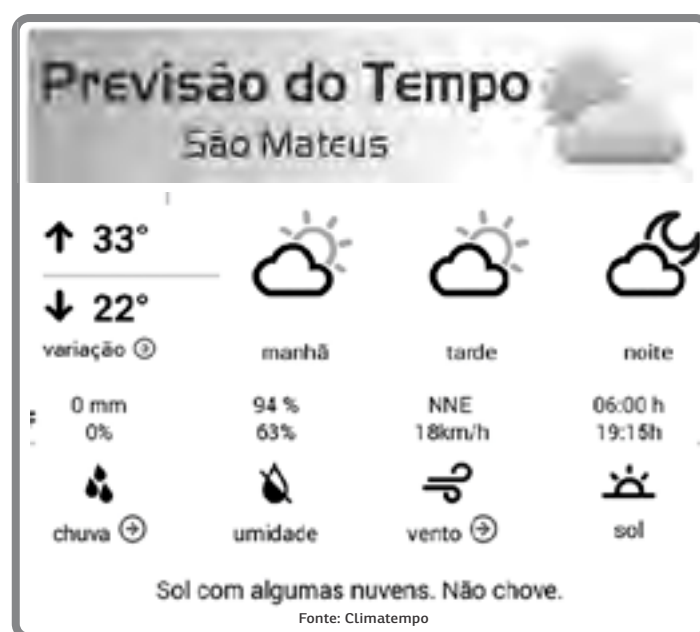 Previsão do Tempo
São Mateus
↑ 33°
↓ 22°
variação
manhã
tarde
noite
0 mm 94 % NNE 06:00 h
0% 63% 18km/h 19:15h
chuva umidade vento sol
Sol com algumas nuvens. Não chove.
Fonte: Climatempo